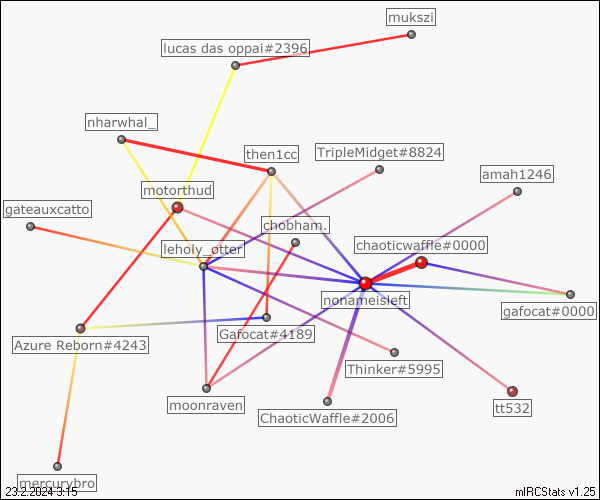 mukszi
lucas das oppai#2396
nharwhal_
then1cc
TripleMidget#8824
amah1246
motorthud
gateauxcatto
chobham.
chaoticwaffle#0000
leholy_otter
nonameisleft
gafocat#0000
Gafocat#4189
Azure Reborn#4243
Thinker#5995
moonraven
ChaoticWaffle#2006
tt532
mercurybro
23.2.2024 3:15
mIRCStats v1.25